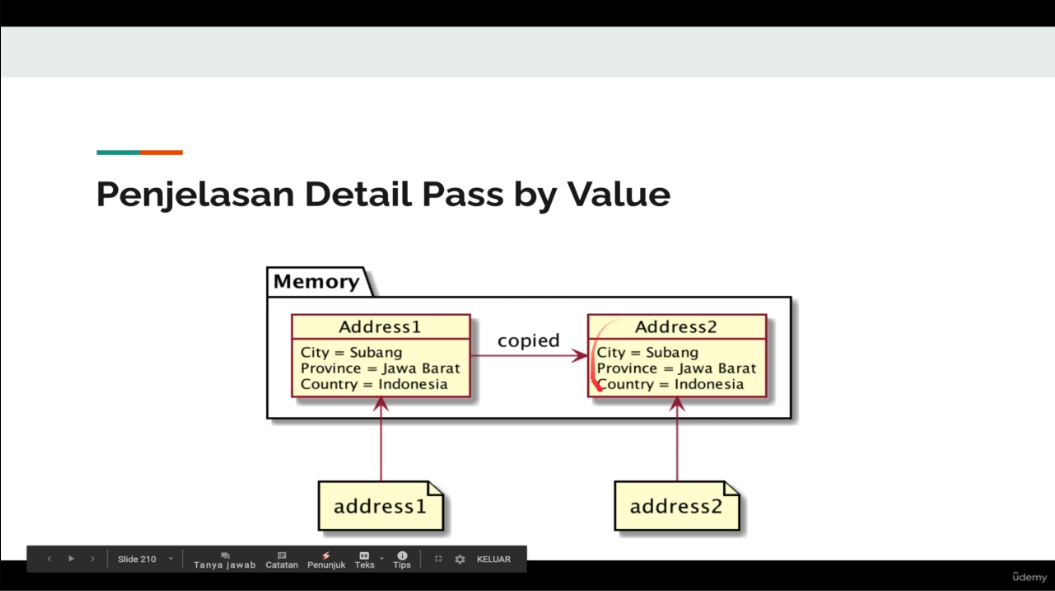 Penjelasan Detail Pass by Value
Memory
Address1
City = Subang
Province = Jawa Barat
Country = Indonesia
copied
Address2
City = Subang
Province = Jawa Barat
Country = Indonesia
address1
address2
Slide 210
Tanya jawab
Catatan
Penunjuk
Teks
Tips
KELUAR
ûdemy